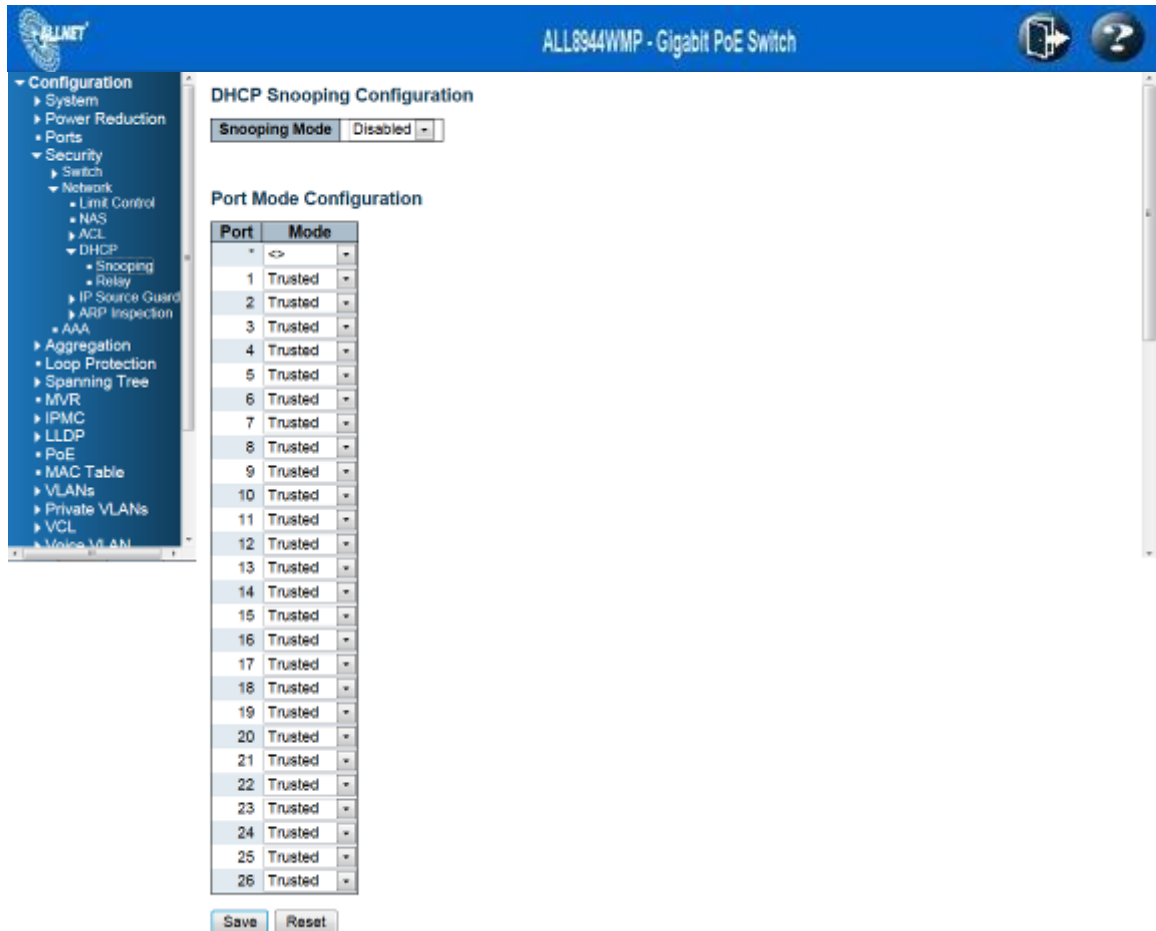 ALLNET
ALL8944WMP - Gigabit PoE Switch
?
Configuration
System
Power Reduction
Ports
Security
Switch
Network
Limit Control
NAS
ACL
DHCP
Snooping
Relay
IP Source Guard
ARP Inspection
AAA
Aggregation
Loop Protection
Spanning Tree
MVR
IPMC
LLDP
PoE
MAC Table
VLANs
Private VLANs
VCL
Voice VLAN
DHCP Snooping Configuration
Snooping Mode Disabled
Port Mode Configuration
Port Mode
* <>
1 Trusted
2 Trusted
3 Trusted
4 Trusted
5 Trusted
6 Trusted
7 Trusted
8 Trusted
9 Trusted
10 Trusted
11 Trusted
12 Trusted
13 Trusted
14 Trusted
15 Trusted
16 Trusted
17 Trusted
18 Trusted
19 Trusted
20 Trusted
21 Trusted
22 Trusted
23 Trusted
24 Trusted
25 Trusted
26 Trusted
Save Reset